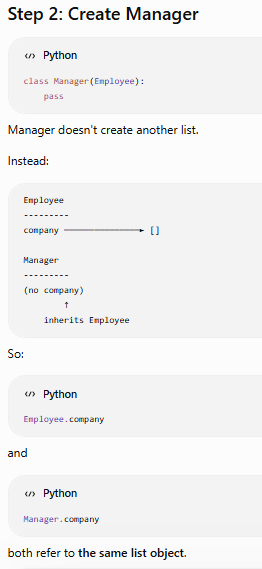 Step 2: Create Manager
Python
class Manager(Employee):
    pass
Manager doesn't create another list.
Instead:
Employee
---------
company ───────────────► []
Manager
---------
(no company)
        ↑
    inherits Employee
So:
Python
Employee.company
and
Python
Manager.company
both refer to the same list object.